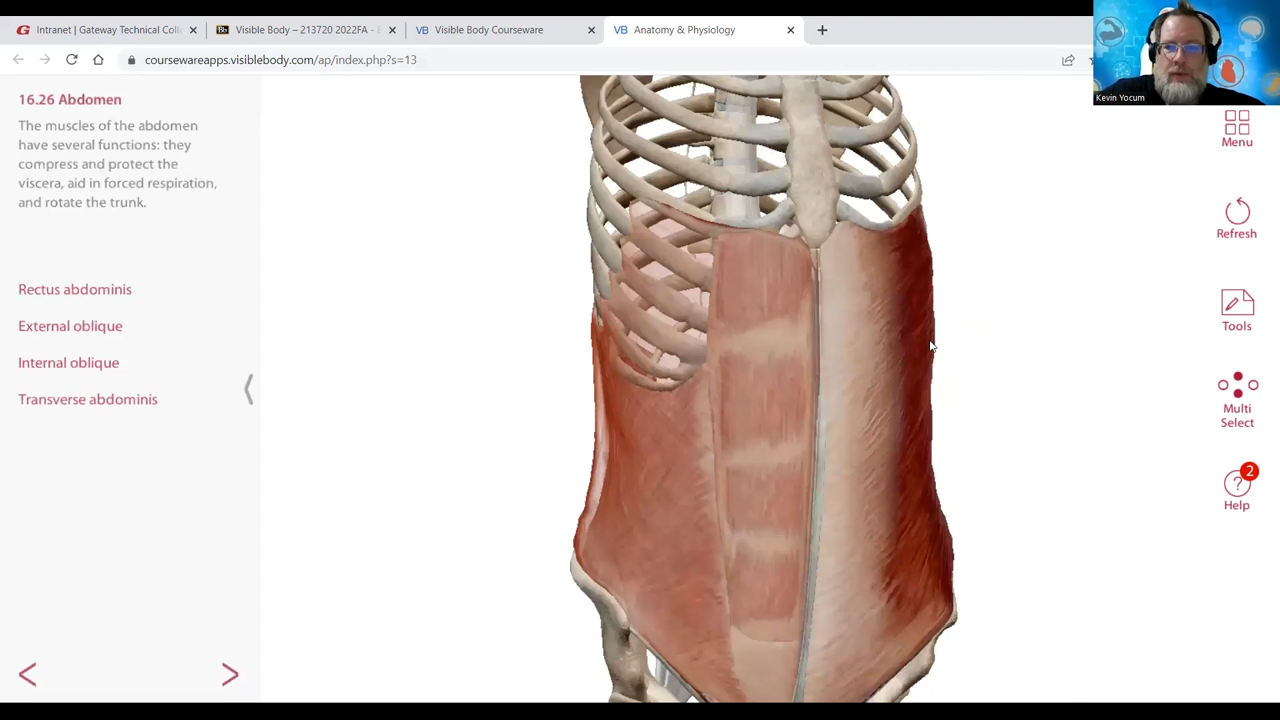 Intranet | Gateway Technical Coll
Visible Body – 213720 2022FA - E
Visible Body Courseware
Anatomy & Physiology
coursewareapps.visiblebody.com/ap/index.php?s=13
Kevin Yocum
16.26 Abdomen
The muscles of the abdomen
have several functions: they
compress and protect the
viscera, aid in forced respiration,
and rotate the trunk.
Rectus abdominis
External oblique
Internal oblique
Transverse abdominis
Menu
Refresh
Tools
Multi
Select
2
Help